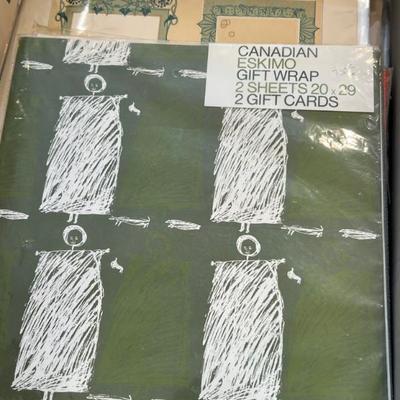 CANADIAN
ESKIMO
GIFT WRAP
2 SHEETS 20 x 29
2 GIFT CARDS